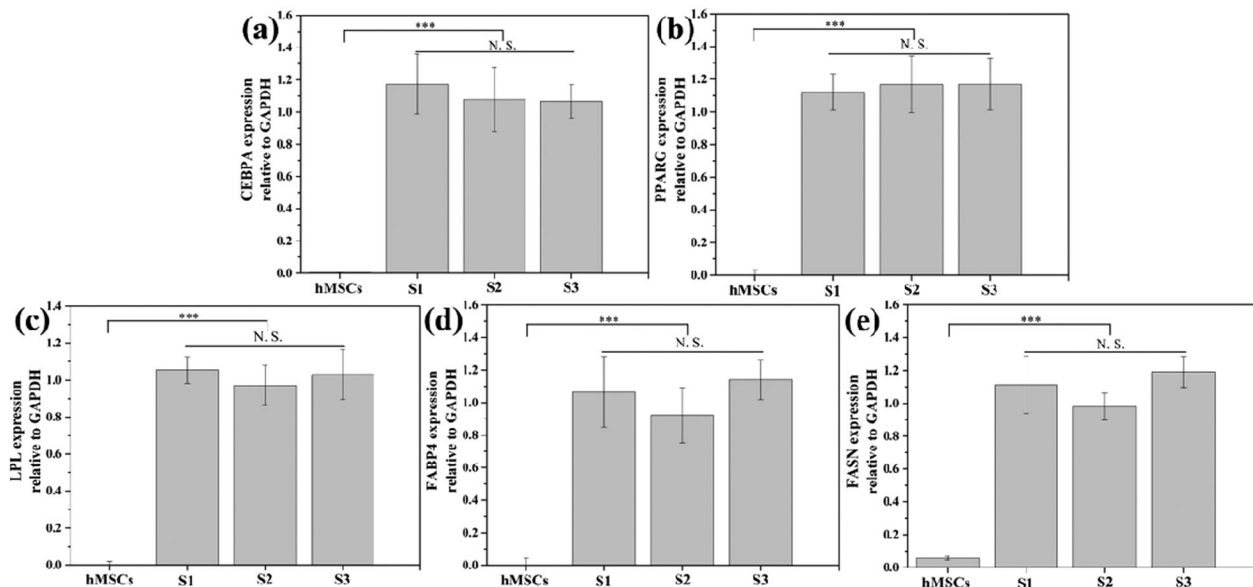 (a)
CEBPA expression
relative to GAPDH
1.6
1.4
1.2
1.0
0.8
0.6
0.4
0.2
0.0
***
N. S.
hMSCs S1 S2 S3
(b)
PPARG expression
relative to GAPDH
1.6
1.4
1.2
1.0
0.8
0.6
0.4
0.2
0.0
***
N. S.
hMSCs S1 S2 S3
(c)
LPL expression
relative to GAPDH
1.4
1.2
1.0
0.8
0.6
0.4
0.2
0.0
***
N. S.
hMSCs S1 S2 S3
(d)
FABP4 expression
relative to GAPDH
1.6
1.4
1.2
1.0
0.8
0.6
0.4
0.2
0.0
***
N. S.
hMSCs S1 S2 S3
(e)
FASN expression
relative to GAPDH
1.6
1.4
1.2
1.0
0.8
0.6
0.4
0.2
0.0
***
N. S.
hMSCs S1 S2 S3